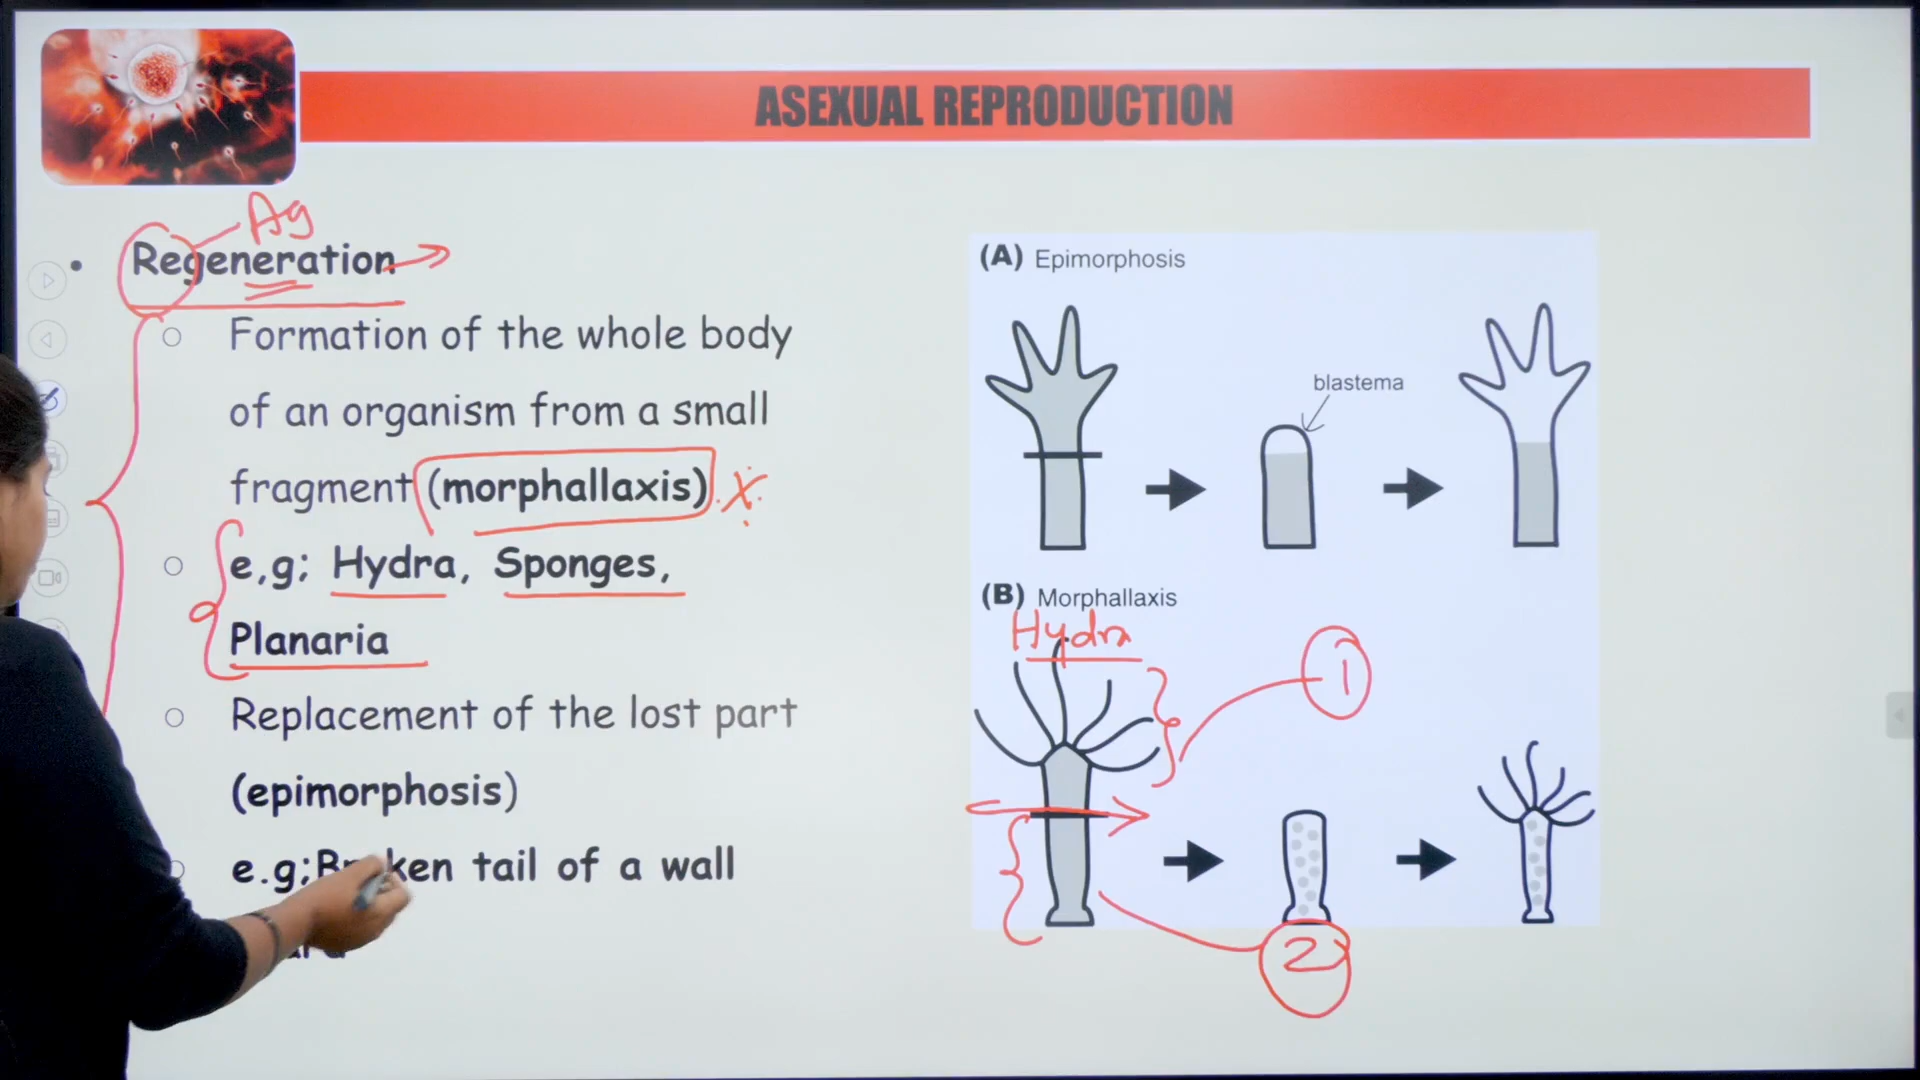 ASEXUAL REPRODUCTION
Ag
Regeneration
Formation of the whole body
of an organism from a small
fragment (morphallaxis).
e,g; Hydra, Sponges,
Planaria
Replacement of the lost part
(epimorphosis)
e.g; Broken tail of a wall
(A) Epimorphosis
blastema
(B) Morphallaxis
Hydra
1
2